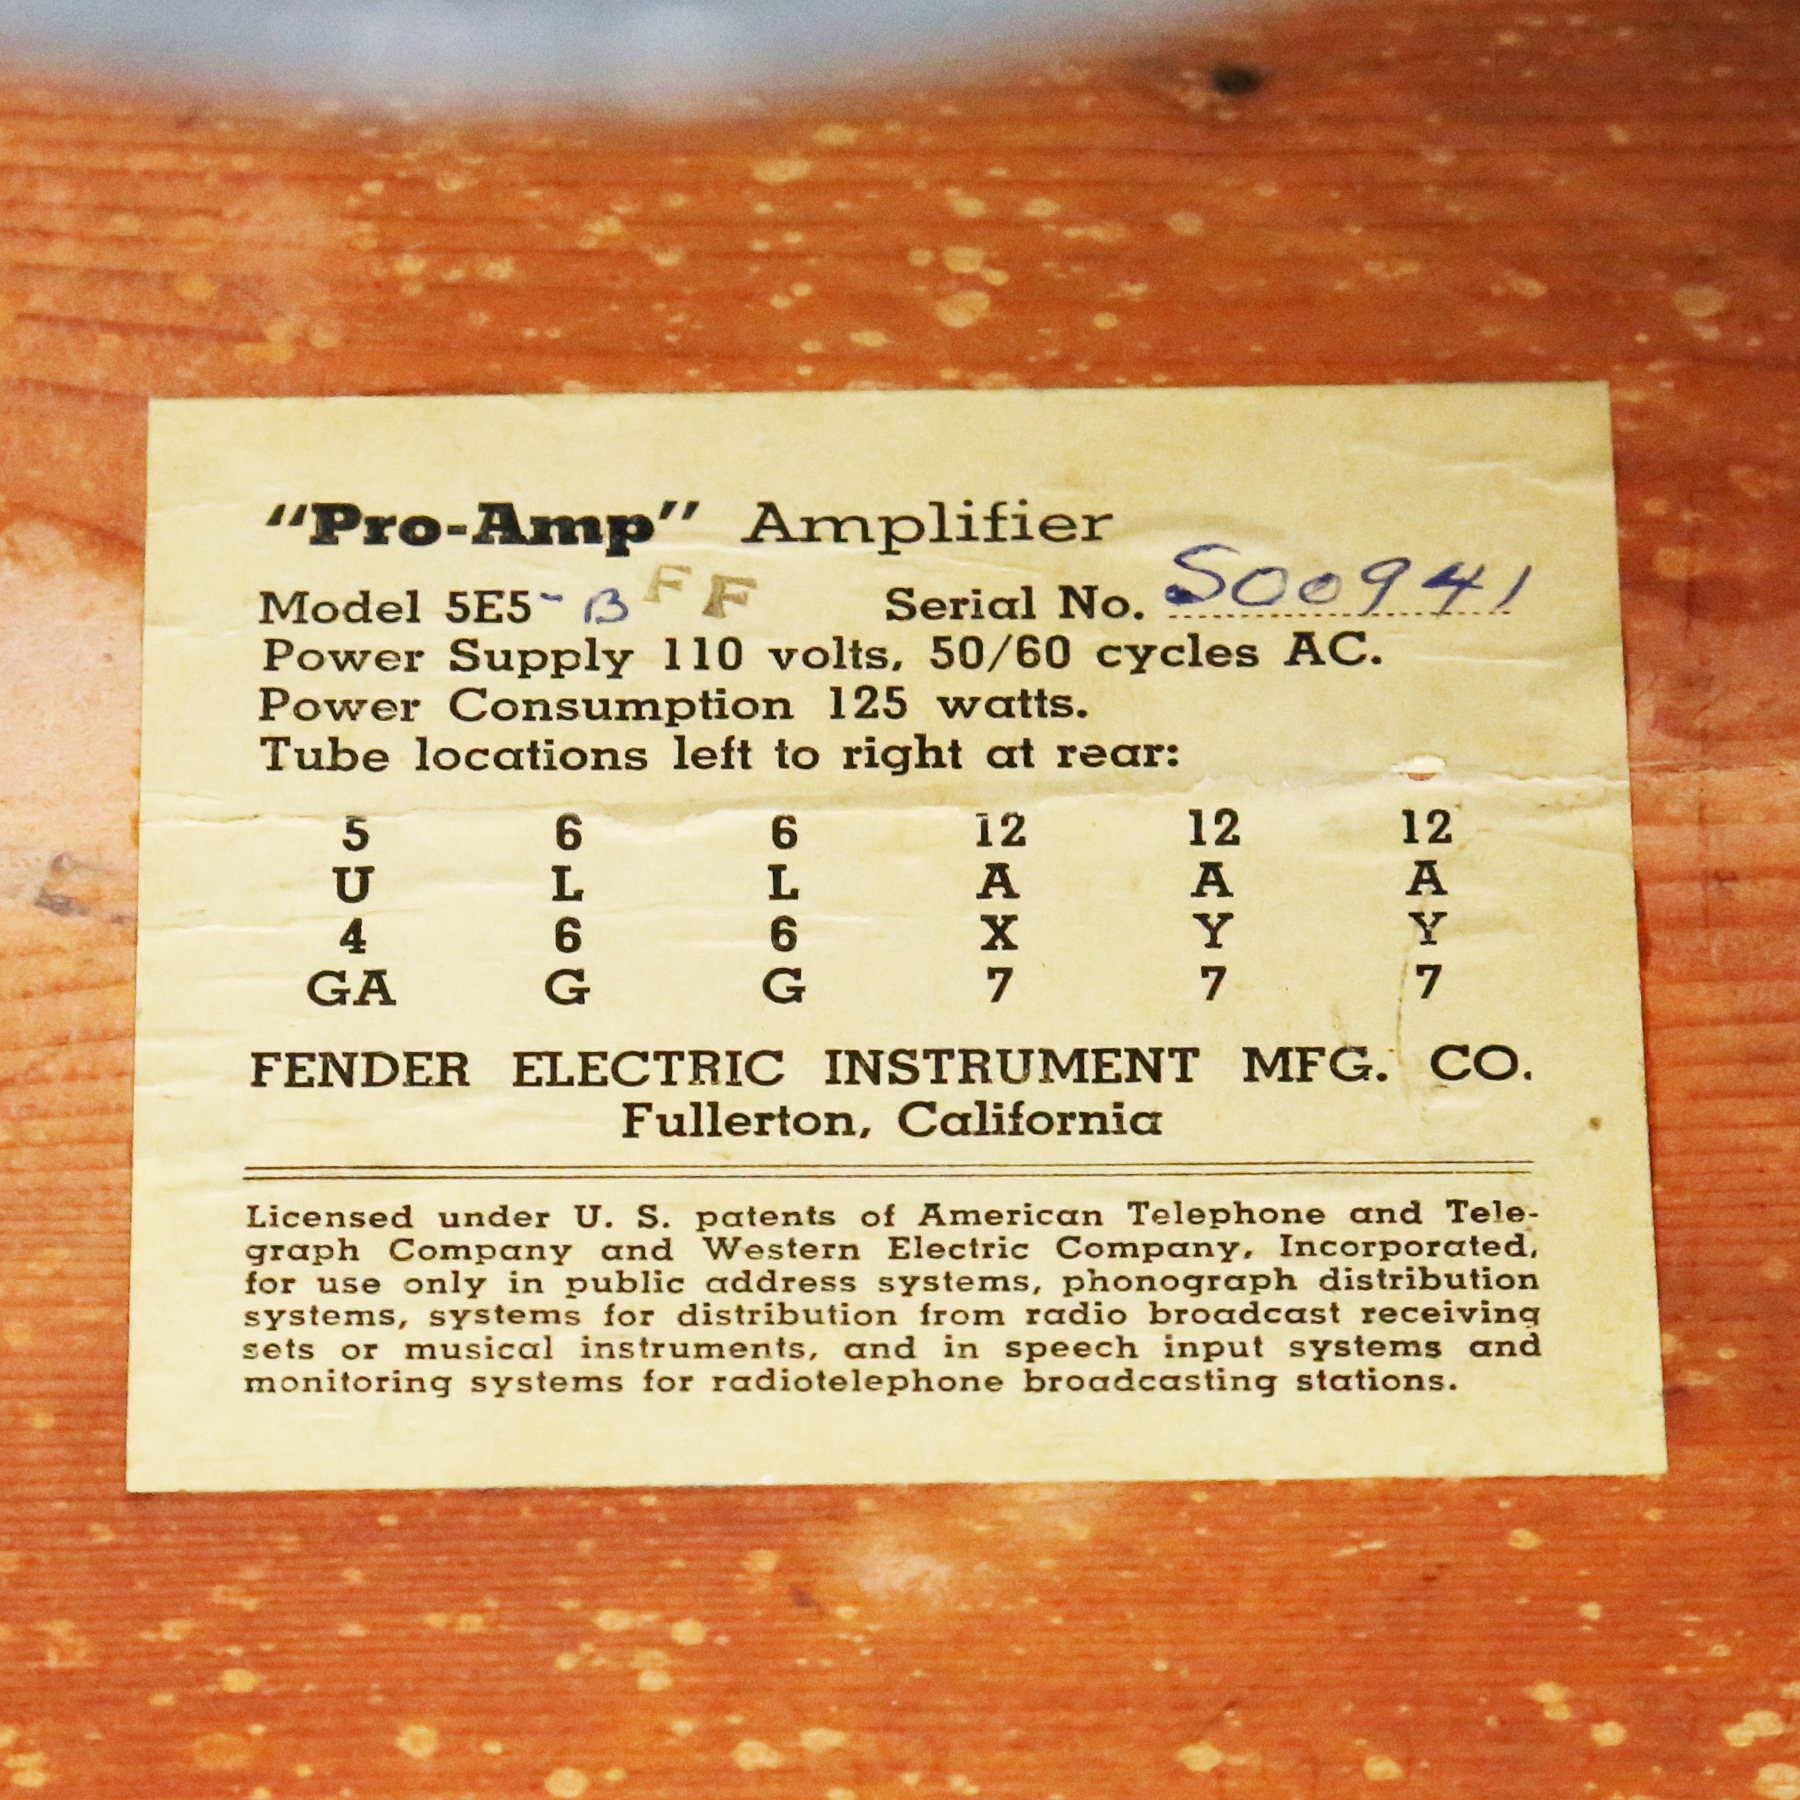 "Pro-Amp" Amplifier
Model 5E5-B F F Serial No. S00941
Power Supply 110 volts, 50/60 cycles AC.
Power Consumption 125 watts.
Tube locations left to right at rear:
5 6 6 12 12 12
U L L A A A
4 6 6 X Y Y
GA G G 7 7 7
FENDER ELECTRIC INSTRUMENT MFG. CO.
Fullerton, California
Licensed under U. S. patents of American Telephone and Tele-
graph Company and Western Electric Company, Incorporated,
for use only in public address systems, phonograph distribution
systems, systems for distribution from radio broadcast receiving
sets or musical instruments, and in speech input systems and
monitoring systems for radiotelephone broadcasting stations.